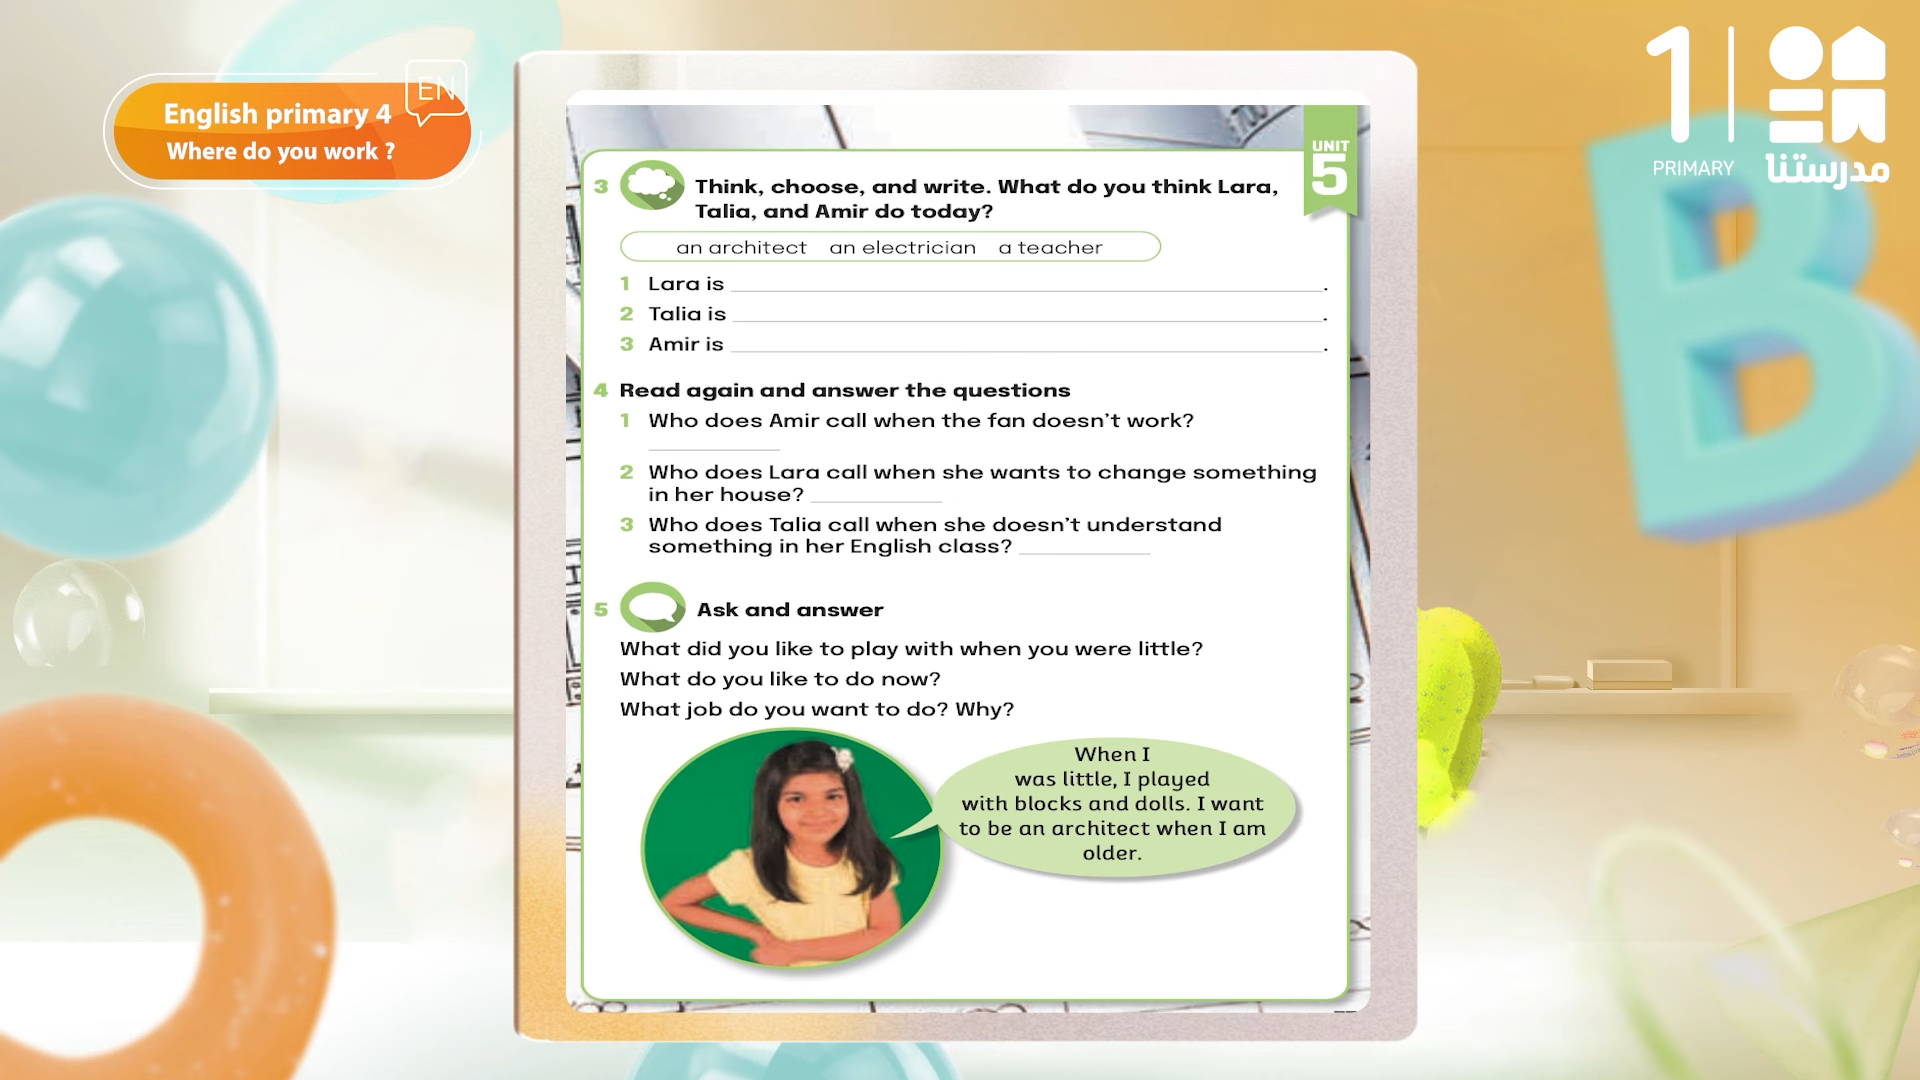 English primary 4
EN
Where do you work ?
1
PRIMARY
مدرستنا
UNIT
5
3 Think, choose, and write. What do you think Lara,
Talia, and Amir do today?
an architect an electrician a teacher
1 Lara is ____________.
2 Talia is ____________.
3 Amir is ____________.
4 Read again and answer the questions
1 Who does Amir call when the fan doesn't work?
____________
2 Who does Lara call when she wants to change something
in her house? ____________
3 Who does Talia call when she doesn't understand
something in her English class? ____________
5 Ask and answer
What did you like to play with when you were little?
What do you like to do now?
What job do you want to do? Why?
When I
was little, I played
with blocks and dolls. I want
to be an architect when I am
older.
B